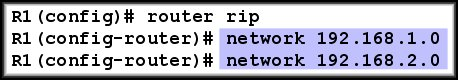 R1(config)# router rip
R1(config-router)# network 192.168.1.0
R1(config-router)# network 192.168.2.0